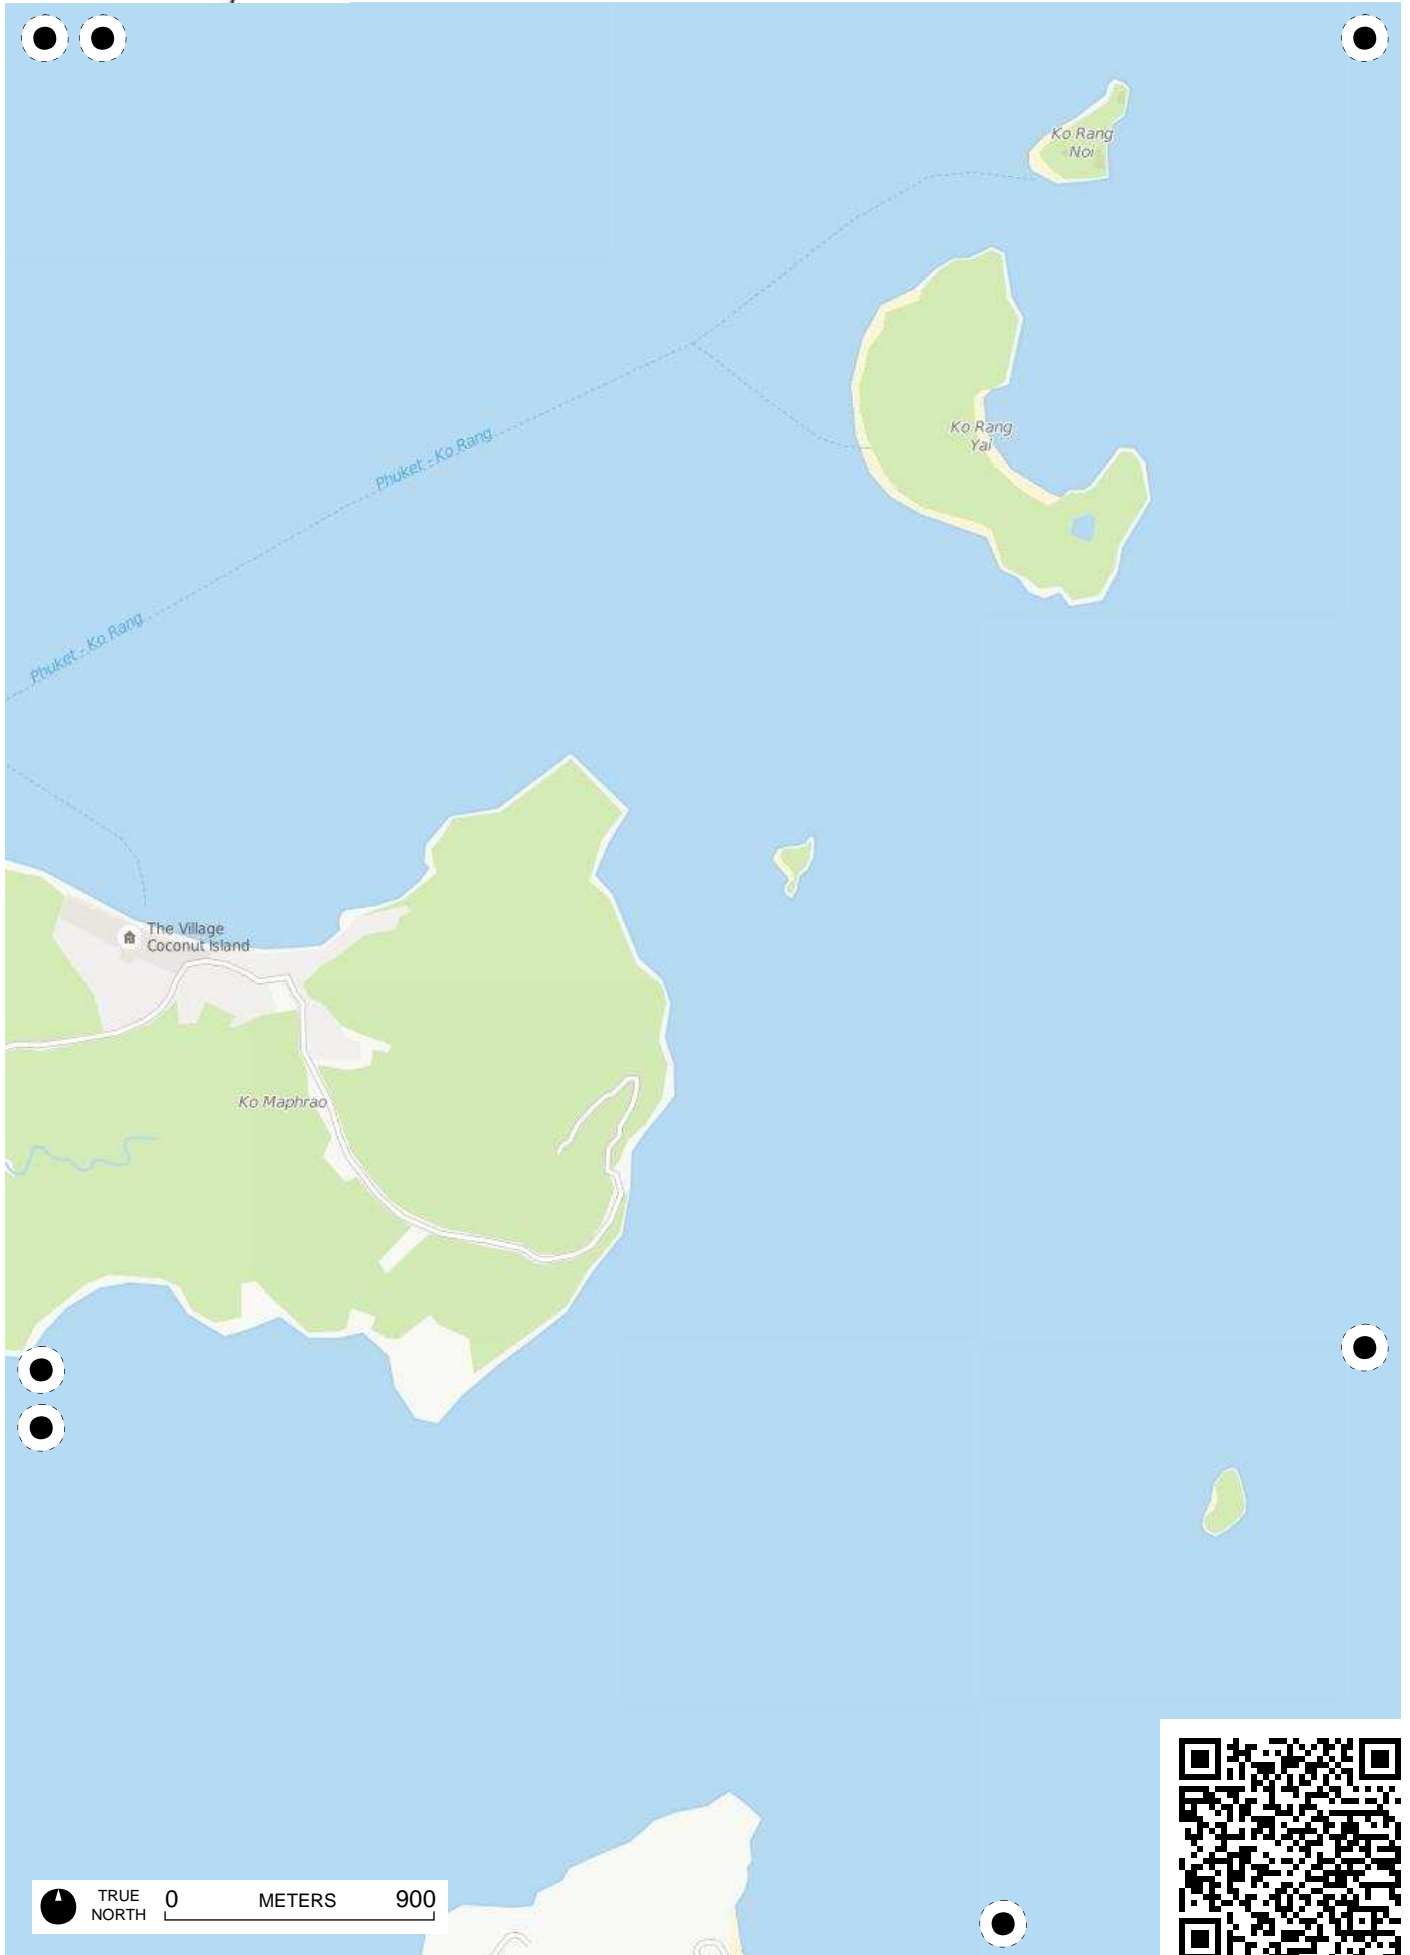 Ko Rang
Noi
Ko Rang
Yai
Phuket - Ko Rang
Phuket - Ko Rang
The Village
Coconut Island
Ko Maphrao
TRUE
NORTH
0 METERS 900